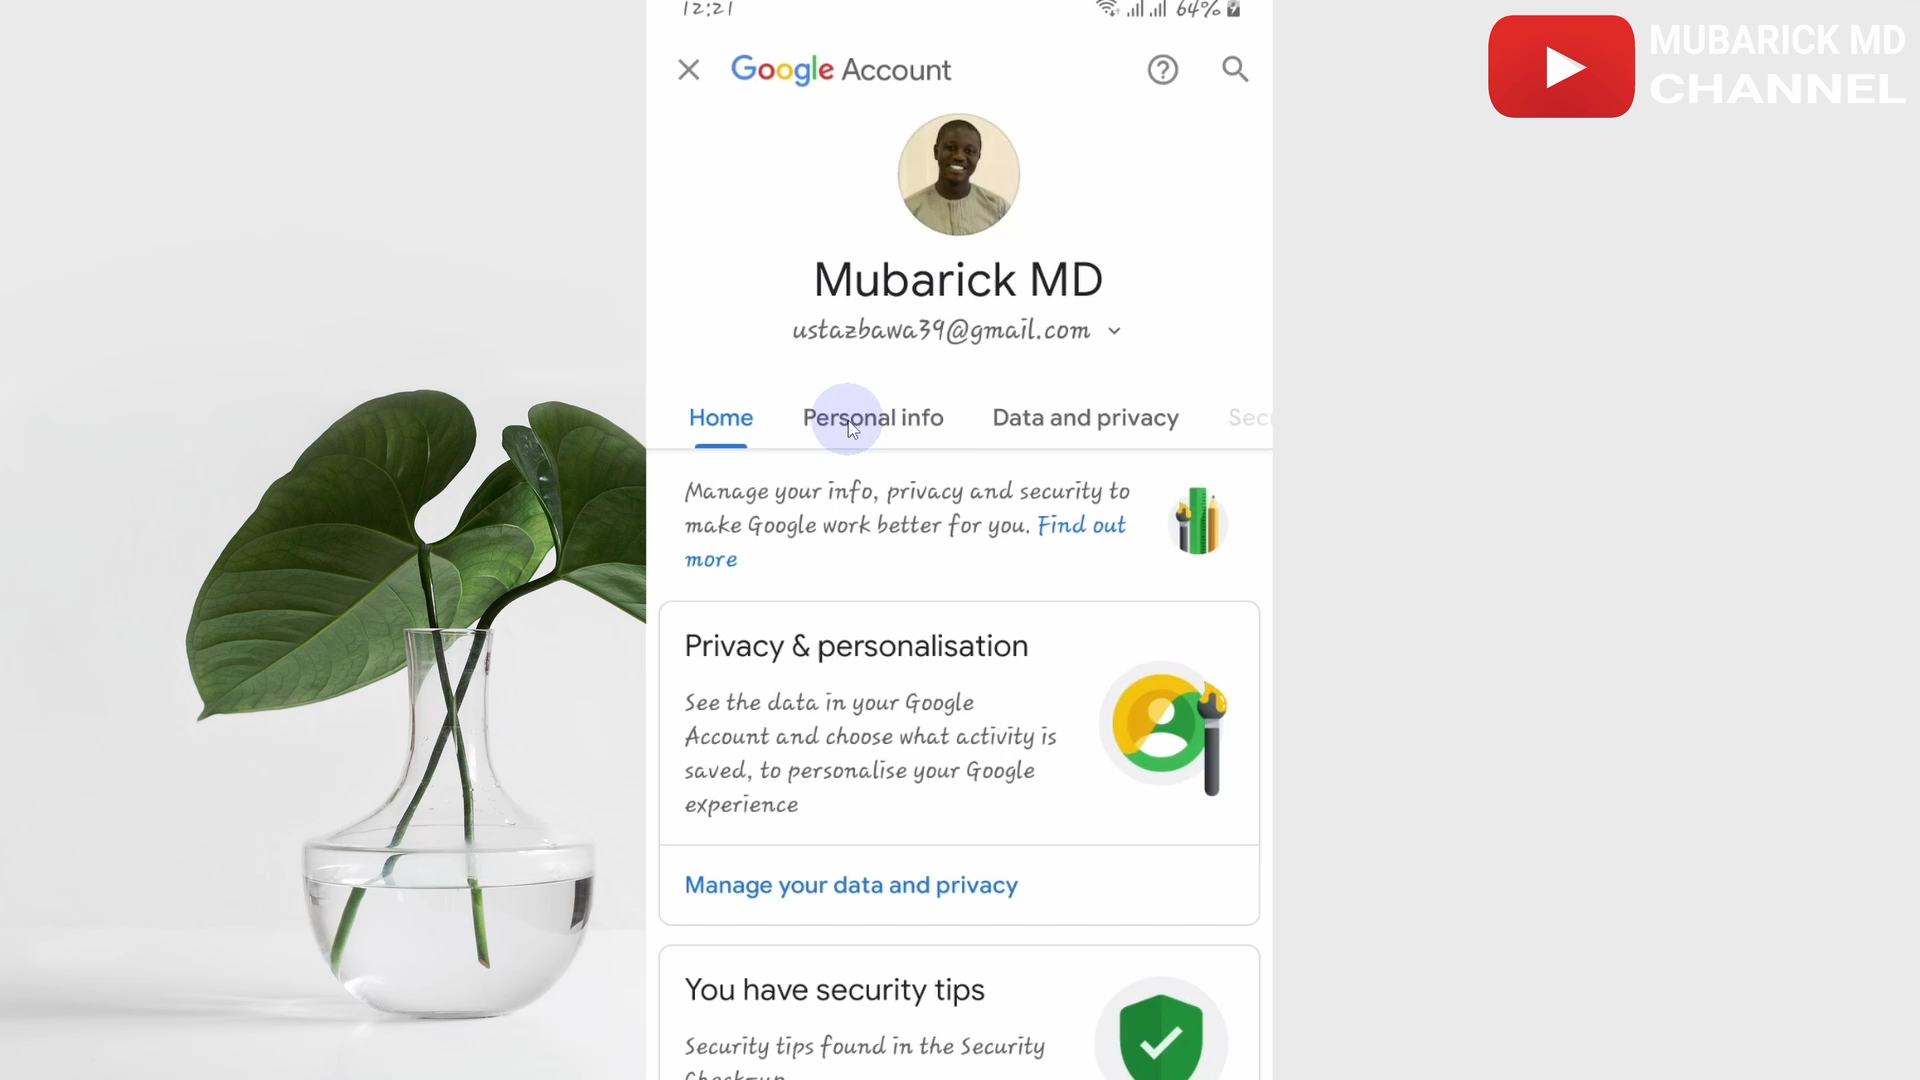 12:21
64%
MUBARICK MD
CHANNEL
Google Account
Mubarick MD
ustazbawa39@gmail.com
Home
Personal info
Data and privacy
Manage your info, privacy and security to
make Google work better for you. Find out
more
Privacy & personalisation
See the data in your Google
Account and choose what activity is
saved, to personalise your Google
experience
Manage your data and privacy
You have security tips
Security tips found in the Security
Check-up